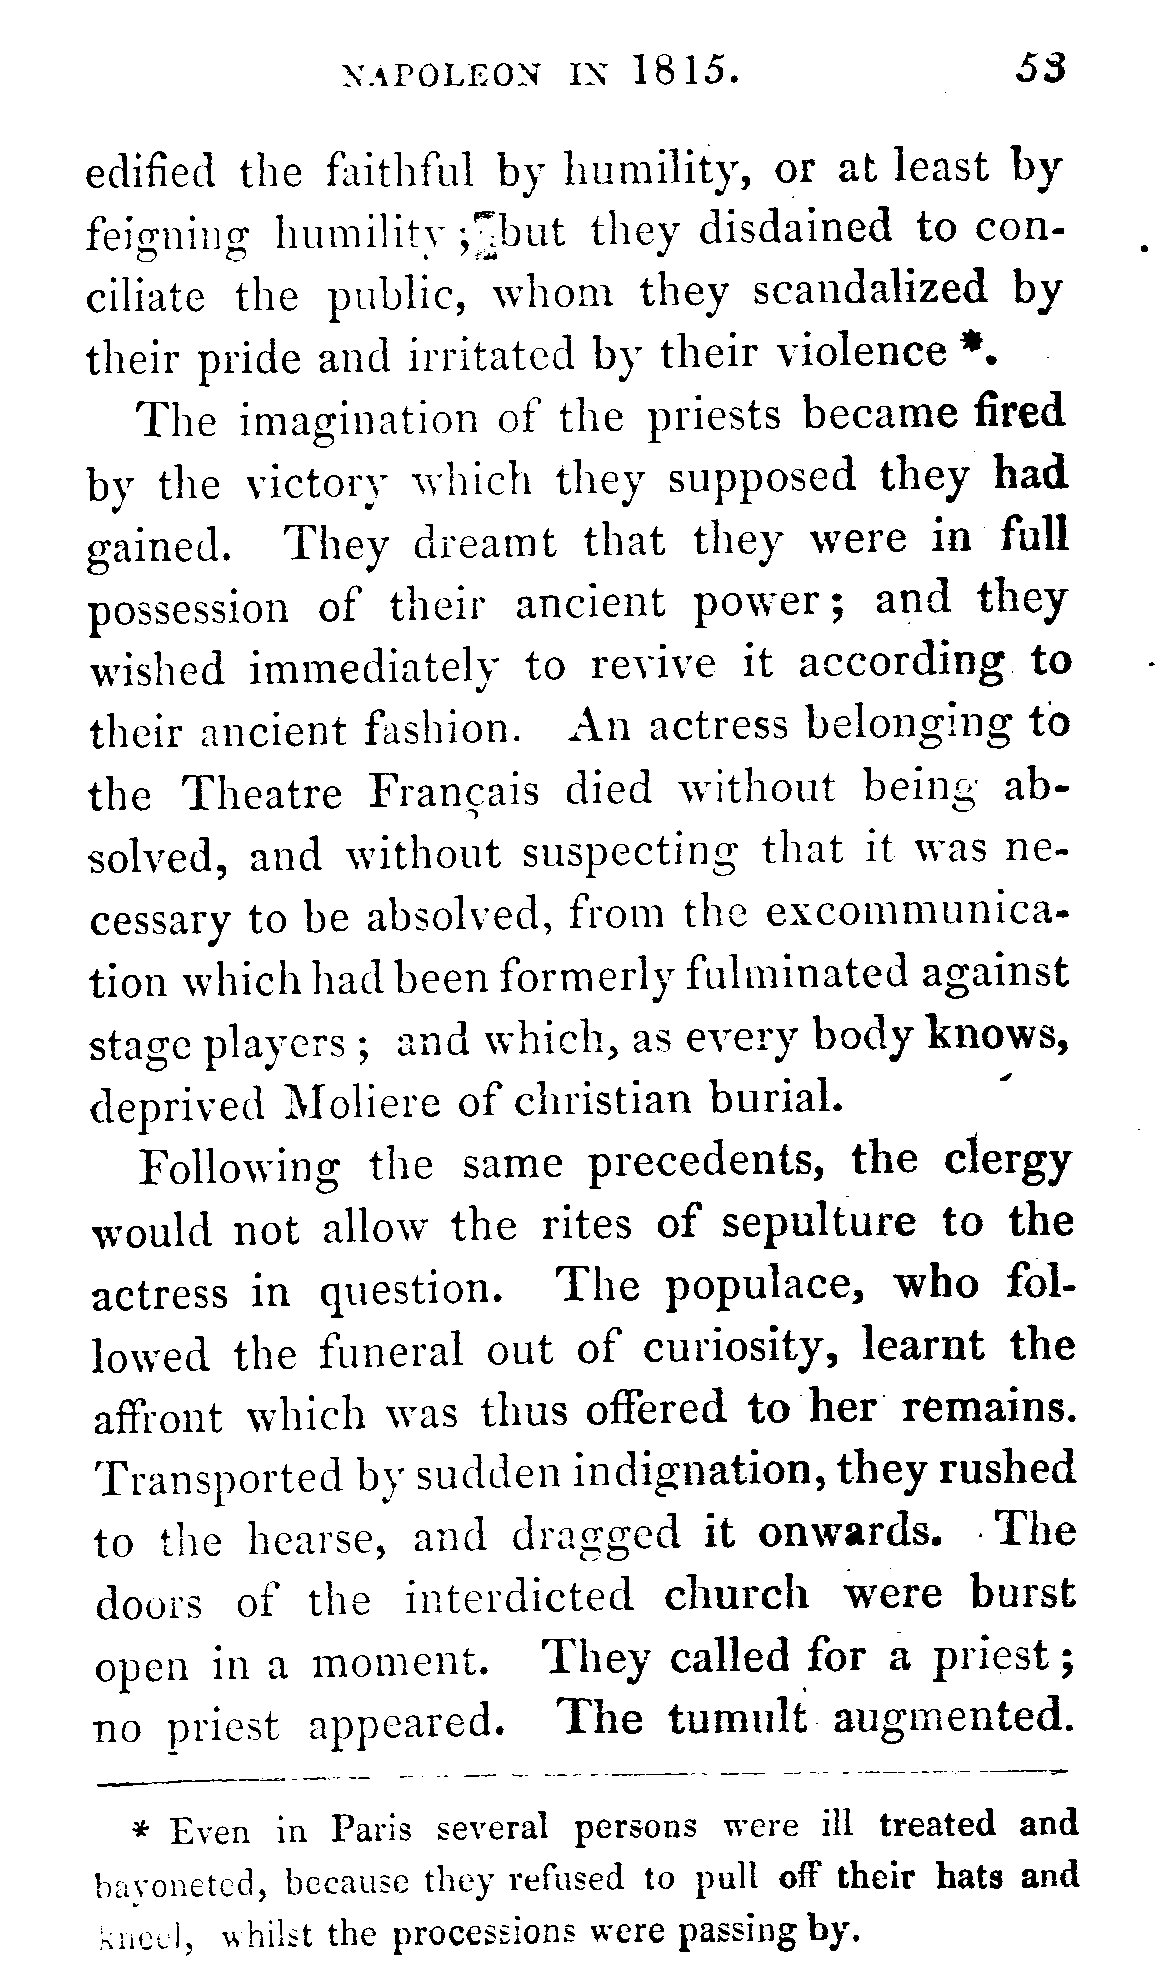 NAPOLEON IN 1815. 53
edified the faithful by humility, or at least by
feigning humility; but they disdained to con-
ciliate the public, whom they scandalized by
their pride and irritated by their violence *.
The imagination of the priests became fired
by the victory which they supposed they had
gained. They dreamt that they were in full
possession of their ancient power; and they
wished immediately to revive it according to
their ancient fashion. An actress belonging to
the Theatre Français died without being ab-
solved, and without suspecting that it was ne-
cessary to be absolved, from the excommunica-
tion which had been formerly fulminated against
stage players; and which, as every body knows,
deprived Moliere of christian burial.
Following the same precedents, the clergy
would not allow the rites of sepulture to the
actress in question. The populace, who fol-
lowed the funeral out of curiosity, learnt the
affront which was thus offered to her remains.
Transported by sudden indignation, they rushed
to the hearse, and dragged it onwards. The
doors of the interdicted church were burst
open in a moment. They called for a priest;
no priest appeared. The tumult augmented.
* Even in Paris several persons were ill treated and
bayoneted, because they refused to pull off their hats and
kneel, whilst the processions were passing by.